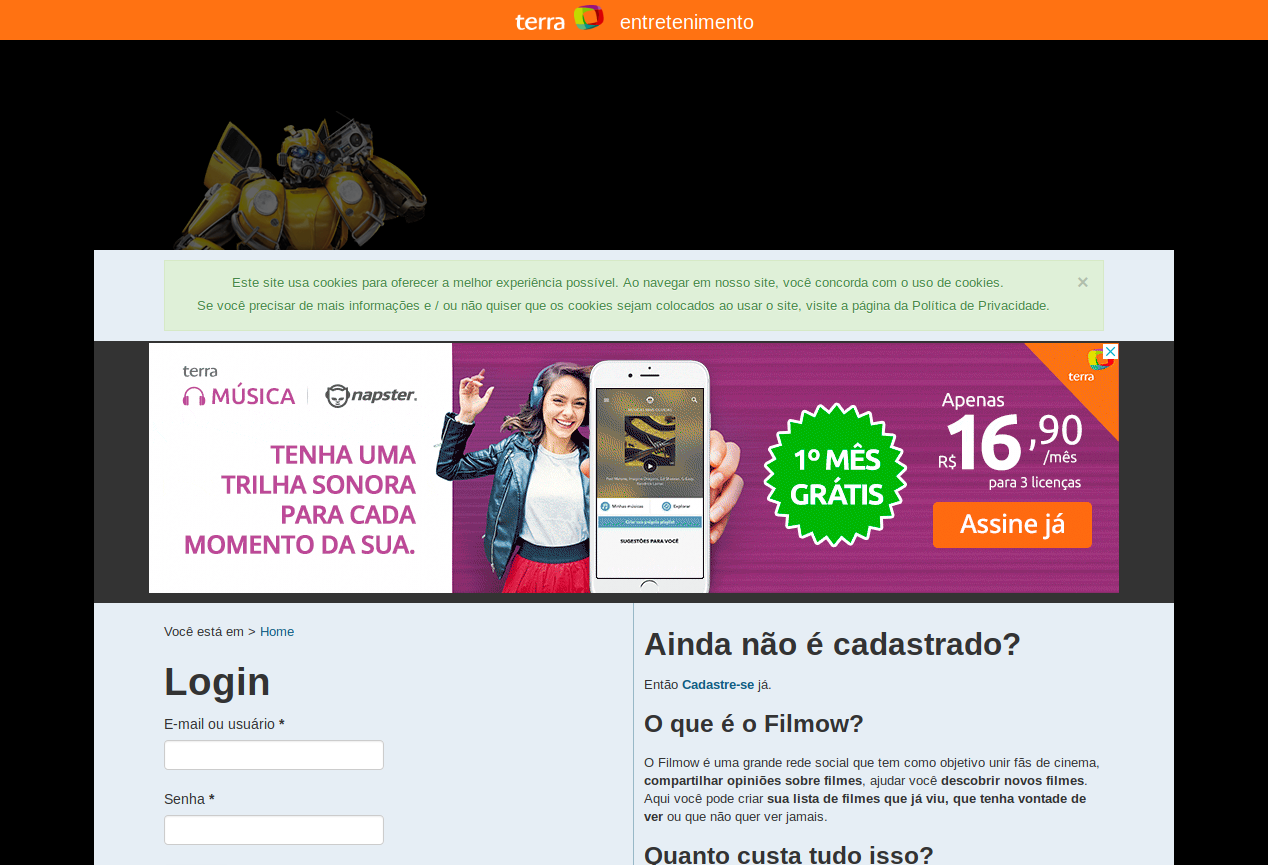 terra entretenimento
Este site usa cookies para oferecer a melhor experiência possível. Ao navegar em nosso site, você concorda com o uso de cookies.
×
Se você precisar de mais informações e / ou não quiser que os cookies sejam colocados ao usar o site, visite a página da Política de Privacidade.
terra
MÚSICA | napster.
TENHA UMA
TRILHA SONORA
PARA CADA
MOMENTO DA SUA.
Minhas músicas
Explorar
Criar sua própria playlist
SUGESTÕES PARA VOCÊ
1º MÊS
GRÁTIS
terra
Apenas
R$ 16,90
/mês
para 3 licenças
Assine já
Você está em > Home
Login
E-mail ou usuário *
Senha *
Ainda não é cadastrado?
Então Cadastre-se já.
O que é o Filmow?
O Filmow é uma grande rede social que tem como objetivo unir fãs de cinema,
compartilhar opiniões sobre filmes, ajudar você descobrir novos filmes.
Aqui você pode criar sua lista de filmes que já viu, que tenha vontade de
ver ou que não quer ver jamais.
Quanto custa tudo isso?